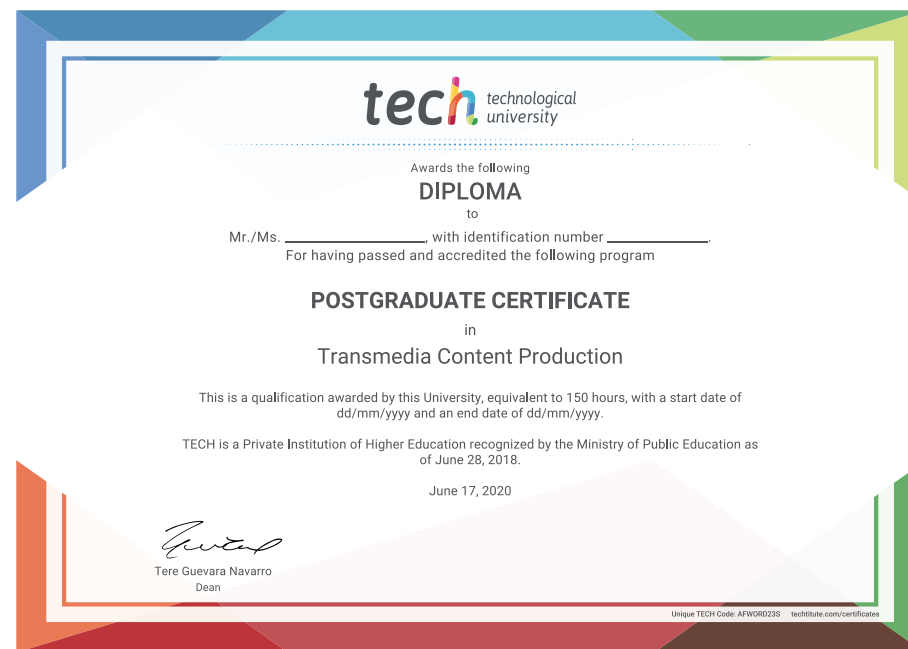 tech technological
university
Awards the following
DIPLOMA
to
Mr./Ms. ____________________, with identification number ______________.
For having passed and accredited the following program
POSTGRADUATE CERTIFICATE
in
Transmedia Content Production
This is a qualification awarded by this University, equivalent to 150 hours, with a start date of
dd/mm/yyyy and an end date of dd/mm/yyyy.
TECH is a Private Institution of Higher Education recognized by the Ministry of Public Education as
of June 28, 2018.
June 17, 2020
Tere Guevara Navarro
Dean
Unique TECH Code: AFWORD23S techtitute.com/certificates